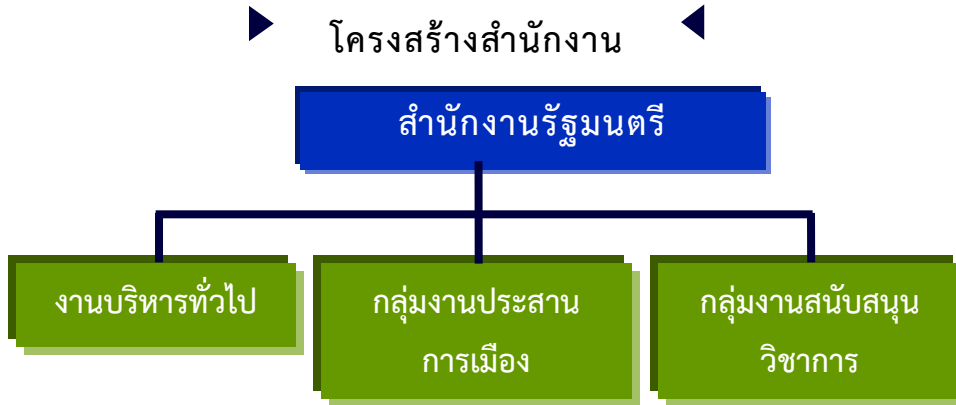 โครงสร้างสำนักงาน
สำนักงานรัฐมนตรี
งานบริหารทั่วไป
กลุ่มงานประสาน
การเมือง
กลุ่มงานสนับสนุน
วิชาการ